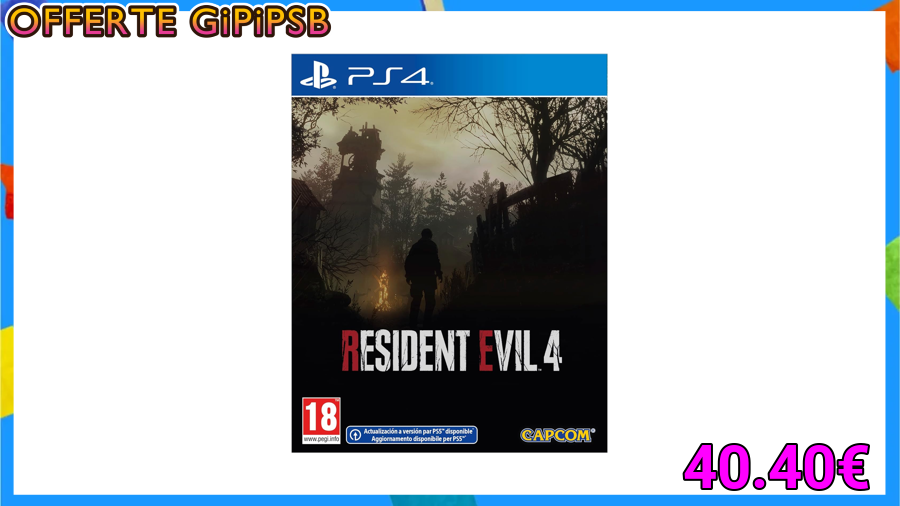 OFFERTE GiPiPSB
PS4
RESIDENT EVIL 4
18
www.pegi.info
Actualización a versión par PS5™ disponible
Aggiornamento disponibile per PS5™
CAPCOM®
40.40€